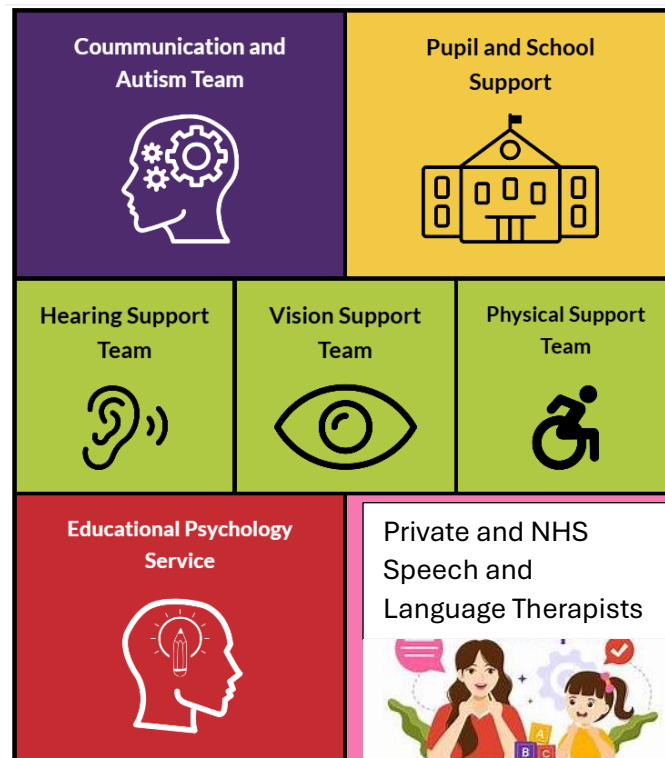 Coummunication and
Autism Team
Pupil and School
Support
Hearing Support
Team
Vision Support
Team
Physical Support
Team
Educational Psychology
Service
Private and NHS
Speech and
Language Therapists
A
B
C